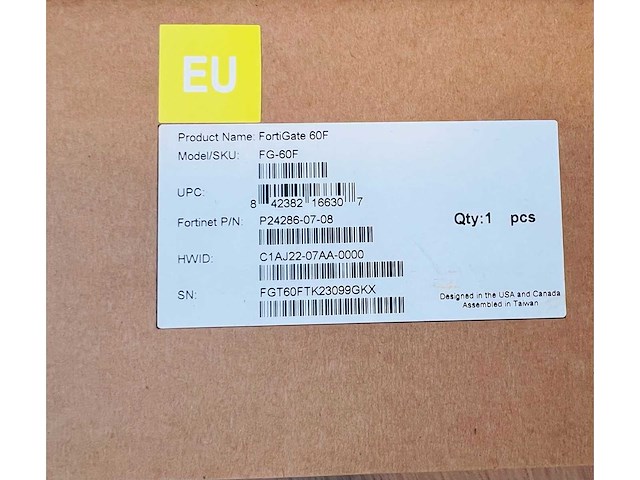 EU
Product Name: FortiGate 60F
Model/SKU: FG-60F
UPC: 8 42382 16630 7
Fortinet P/N: P24286-07-08
Qty:1 pcs
HWID: C1AJ22-07AA-0000
SN: FGT60FTK23099GKX
Designed in the USA and Canada
Assembled in Taiwan